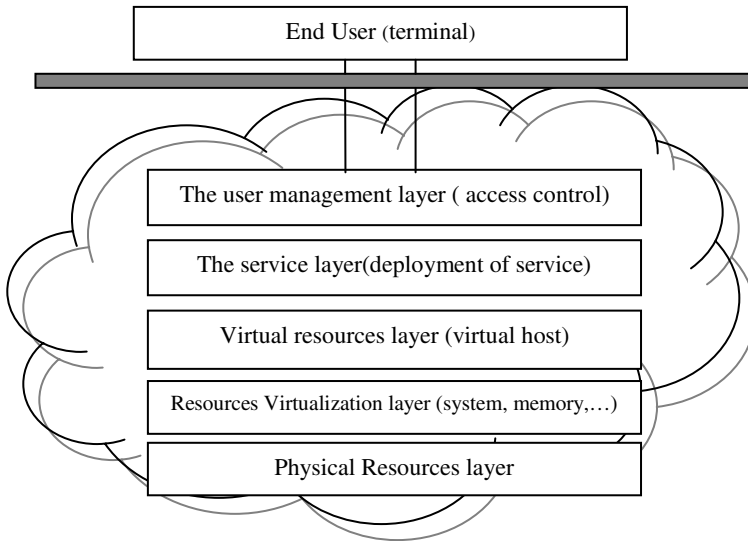 End User (terminal)
The user management layer ( access control)
The service layer(deployment of service)
Virtual resources layer (virtual host)
Resources Virtualization layer (system, memory,…)
Physical Resources layer